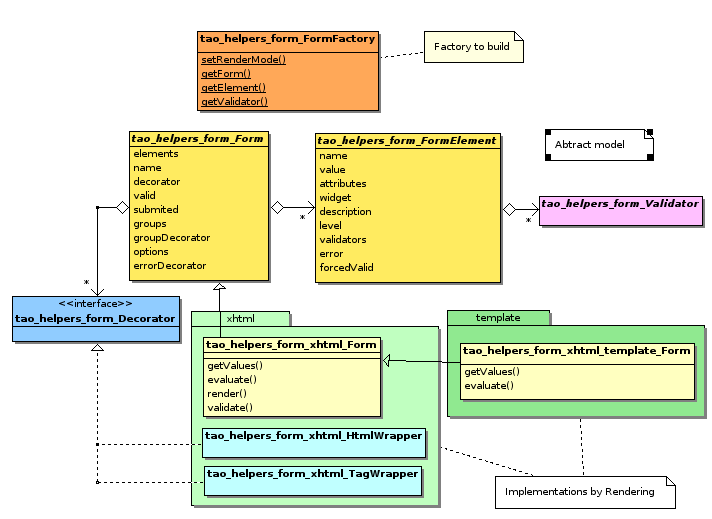 tao_helpers_form_FormFactory
setRenderMode()
getForm()
getElement()
getValidator()
Factory to build
tao_helpers_form_Form
elements
name
decorator
valid
submited
groups
groupDecorator
options
errorDecorator
tao_helpers_form_FormElement
name
value
attributes
widget
description
level
validators
error
forcedValid
Abtract model
tao_helpers_form_Validator
*
*
*
<<interface>>
tao_helpers_form_Decorator
xhtml
tao_helpers_form_xhtml_Form
getValues()
evaluate()
render()
validate()
tao_helpers_form_xhtml_HtmlWrapper
tao_helpers_form_xhtml_TagWrapper
template
tao_helpers_form_xhtml_template_Form
getValues()
evaluate()
Implementations by Rendering